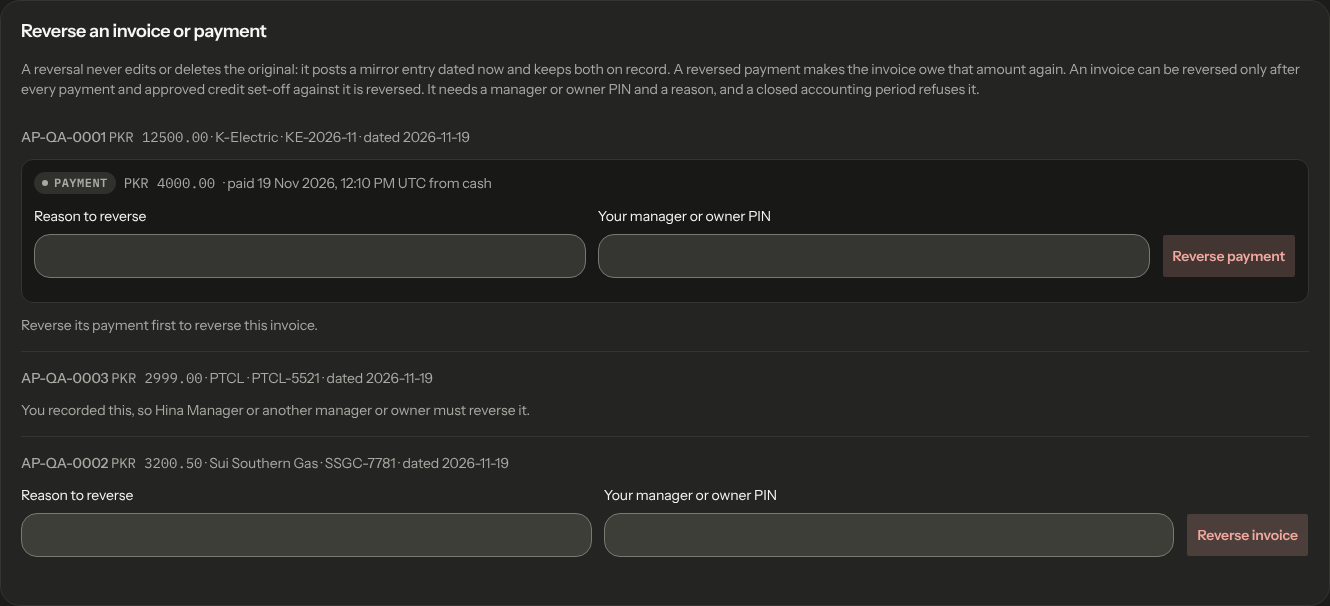 Reverse an invoice or payment
A reversal never edits or deletes the original: it posts a mirror entry dated now and keeps both on record. A reversed payment makes the invoice owe that amount again. An invoice can be reversed only after
every payment and approved credit set-off against it is reversed. It needs a manager or owner PIN and a reason, and a closed accounting period refuses it.
AP-QA-0001 PKR 12500.00 · K-Electric · KE-2026-11 · dated 2026-11-19
PAYMENT PKR 4000.00 · paid 19 Nov 2026, 12:10 PM UTC from cash
Reason to reverse Your manager or owner PIN
Reverse payment
Reverse its payment first to reverse this invoice.
AP-QA-0003 PKR 2999.00 · PTCL · PTCL-5521 · dated 2026-11-19
You recorded this, so Hina Manager or another manager or owner must reverse it.
AP-QA-0002 PKR 3200.50 · Sui Southern Gas · SSGC-7781 · dated 2026-11-19
Reason to reverse Your manager or owner PIN
Reverse invoice